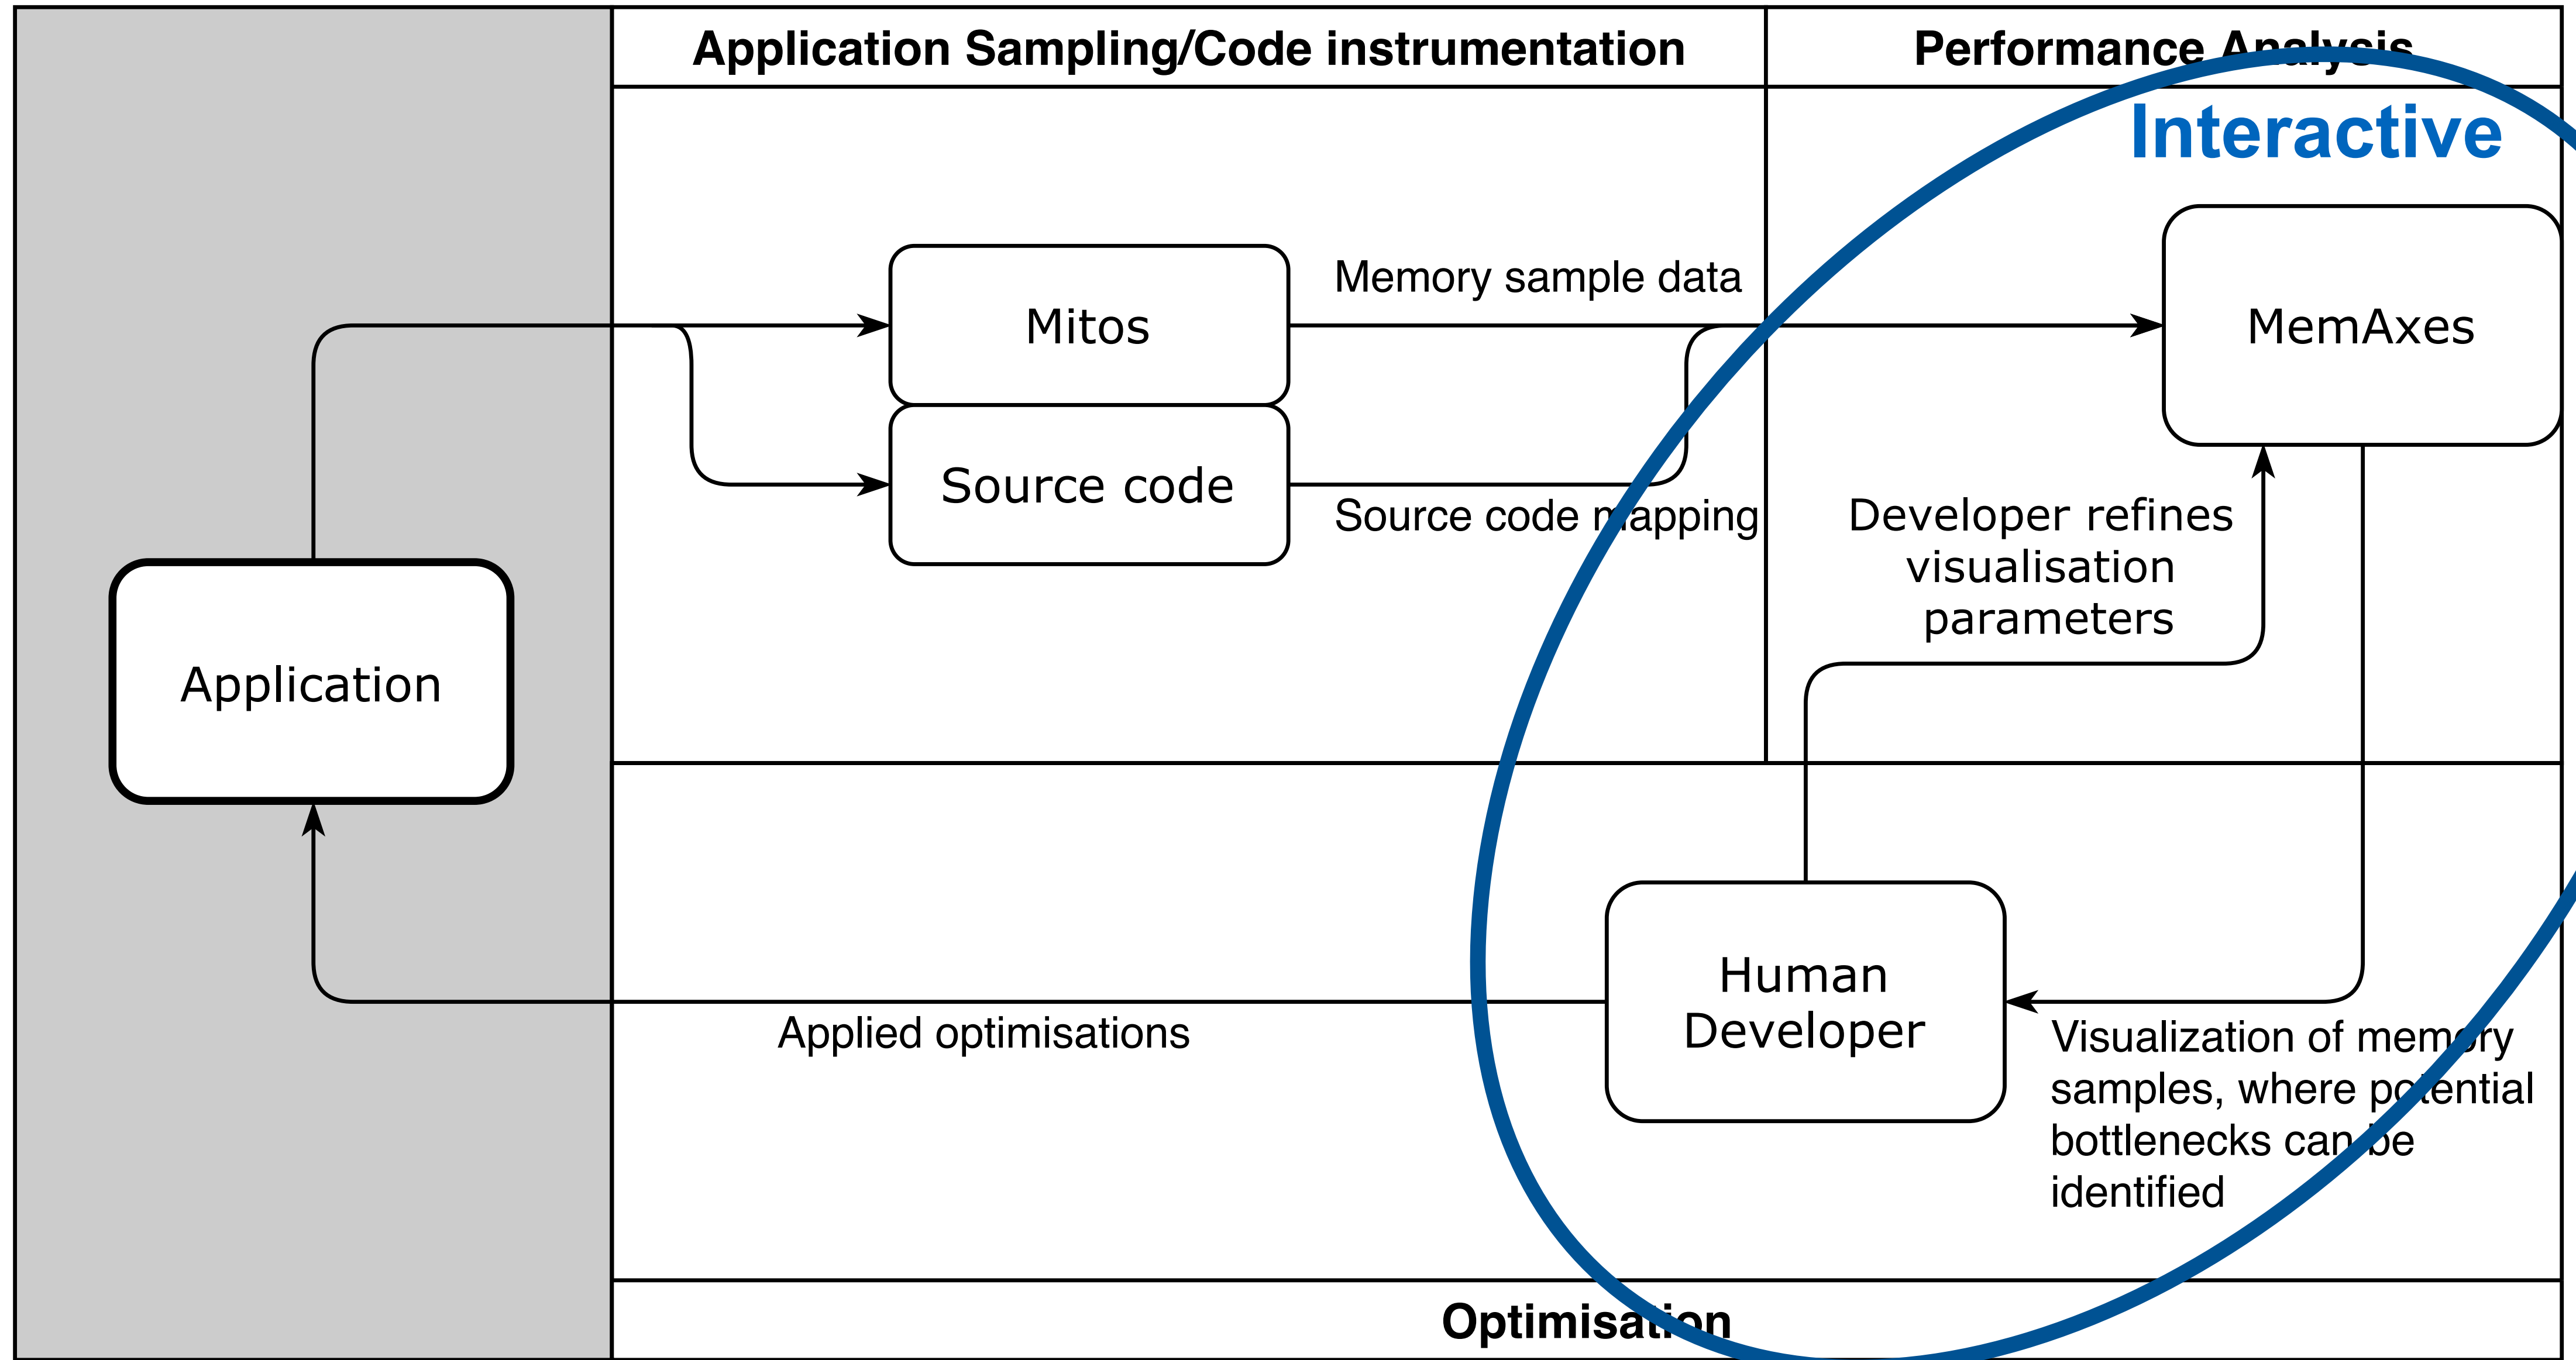 Application Sampling/Code instrumentation
Performance Analysis
Interactive
Memory sample data
Mitos
MemAxes
Source code
Source code mapping
Developer refines
visualisation
parameters
Application
Human
Developer
Applied optimisations
Visualization of memory
samples, where potential
bottlenecks can be
identified
Optimisation